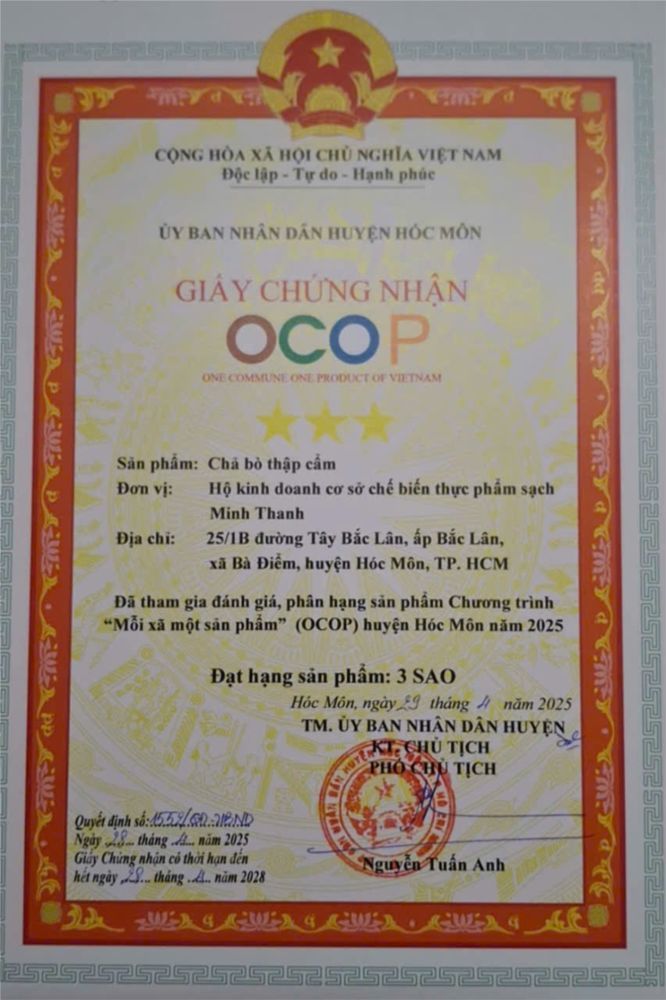 CỘNG HÒA XÃ HỘI CHỦ NGHĨA VIỆT NAM
Độc lập - Tự do - Hạnh phúc
ỦY BAN NHÂN DÂN HUYỆN HÓC MÔN
GIẤY CHỨNG NHẬN
OCOP
ONE COMMUNE ONE PRODUCT OF VIETNAM
Sản phẩm: Chả bò thập cẩm
Đơn vị: Hộ kinh doanh cơ sở chế biến thực phẩm sạch
Minh Thanh
Địa chỉ: 25/1B đường Tây Bắc Lân, ấp Bắc Lân,
xã Bà Điểm, huyện Hóc Môn, TP. HCM
Đã tham gia đánh giá, phân hạng sản phẩm Chương trình
“Mỗi xã một sản phẩm” (OCOP) huyện Hóc Môn năm 2025
Đạt hạng sản phẩm: 3 SAO
Hóc Môn, ngày 29 tháng 4 năm 2025
TM. ỦY BAN NHÂN DÂN HUYỆN
KT. CHỦ TỊCH
PHÓ CHỦ TỊCH
Nguyễn Tuấn Anh
Quyết định số:
Ngày 28... tháng .4... năm 2025
Giấy Chứng nhận có thời hạn đến
hết ngày 28... tháng .4... năm 2028